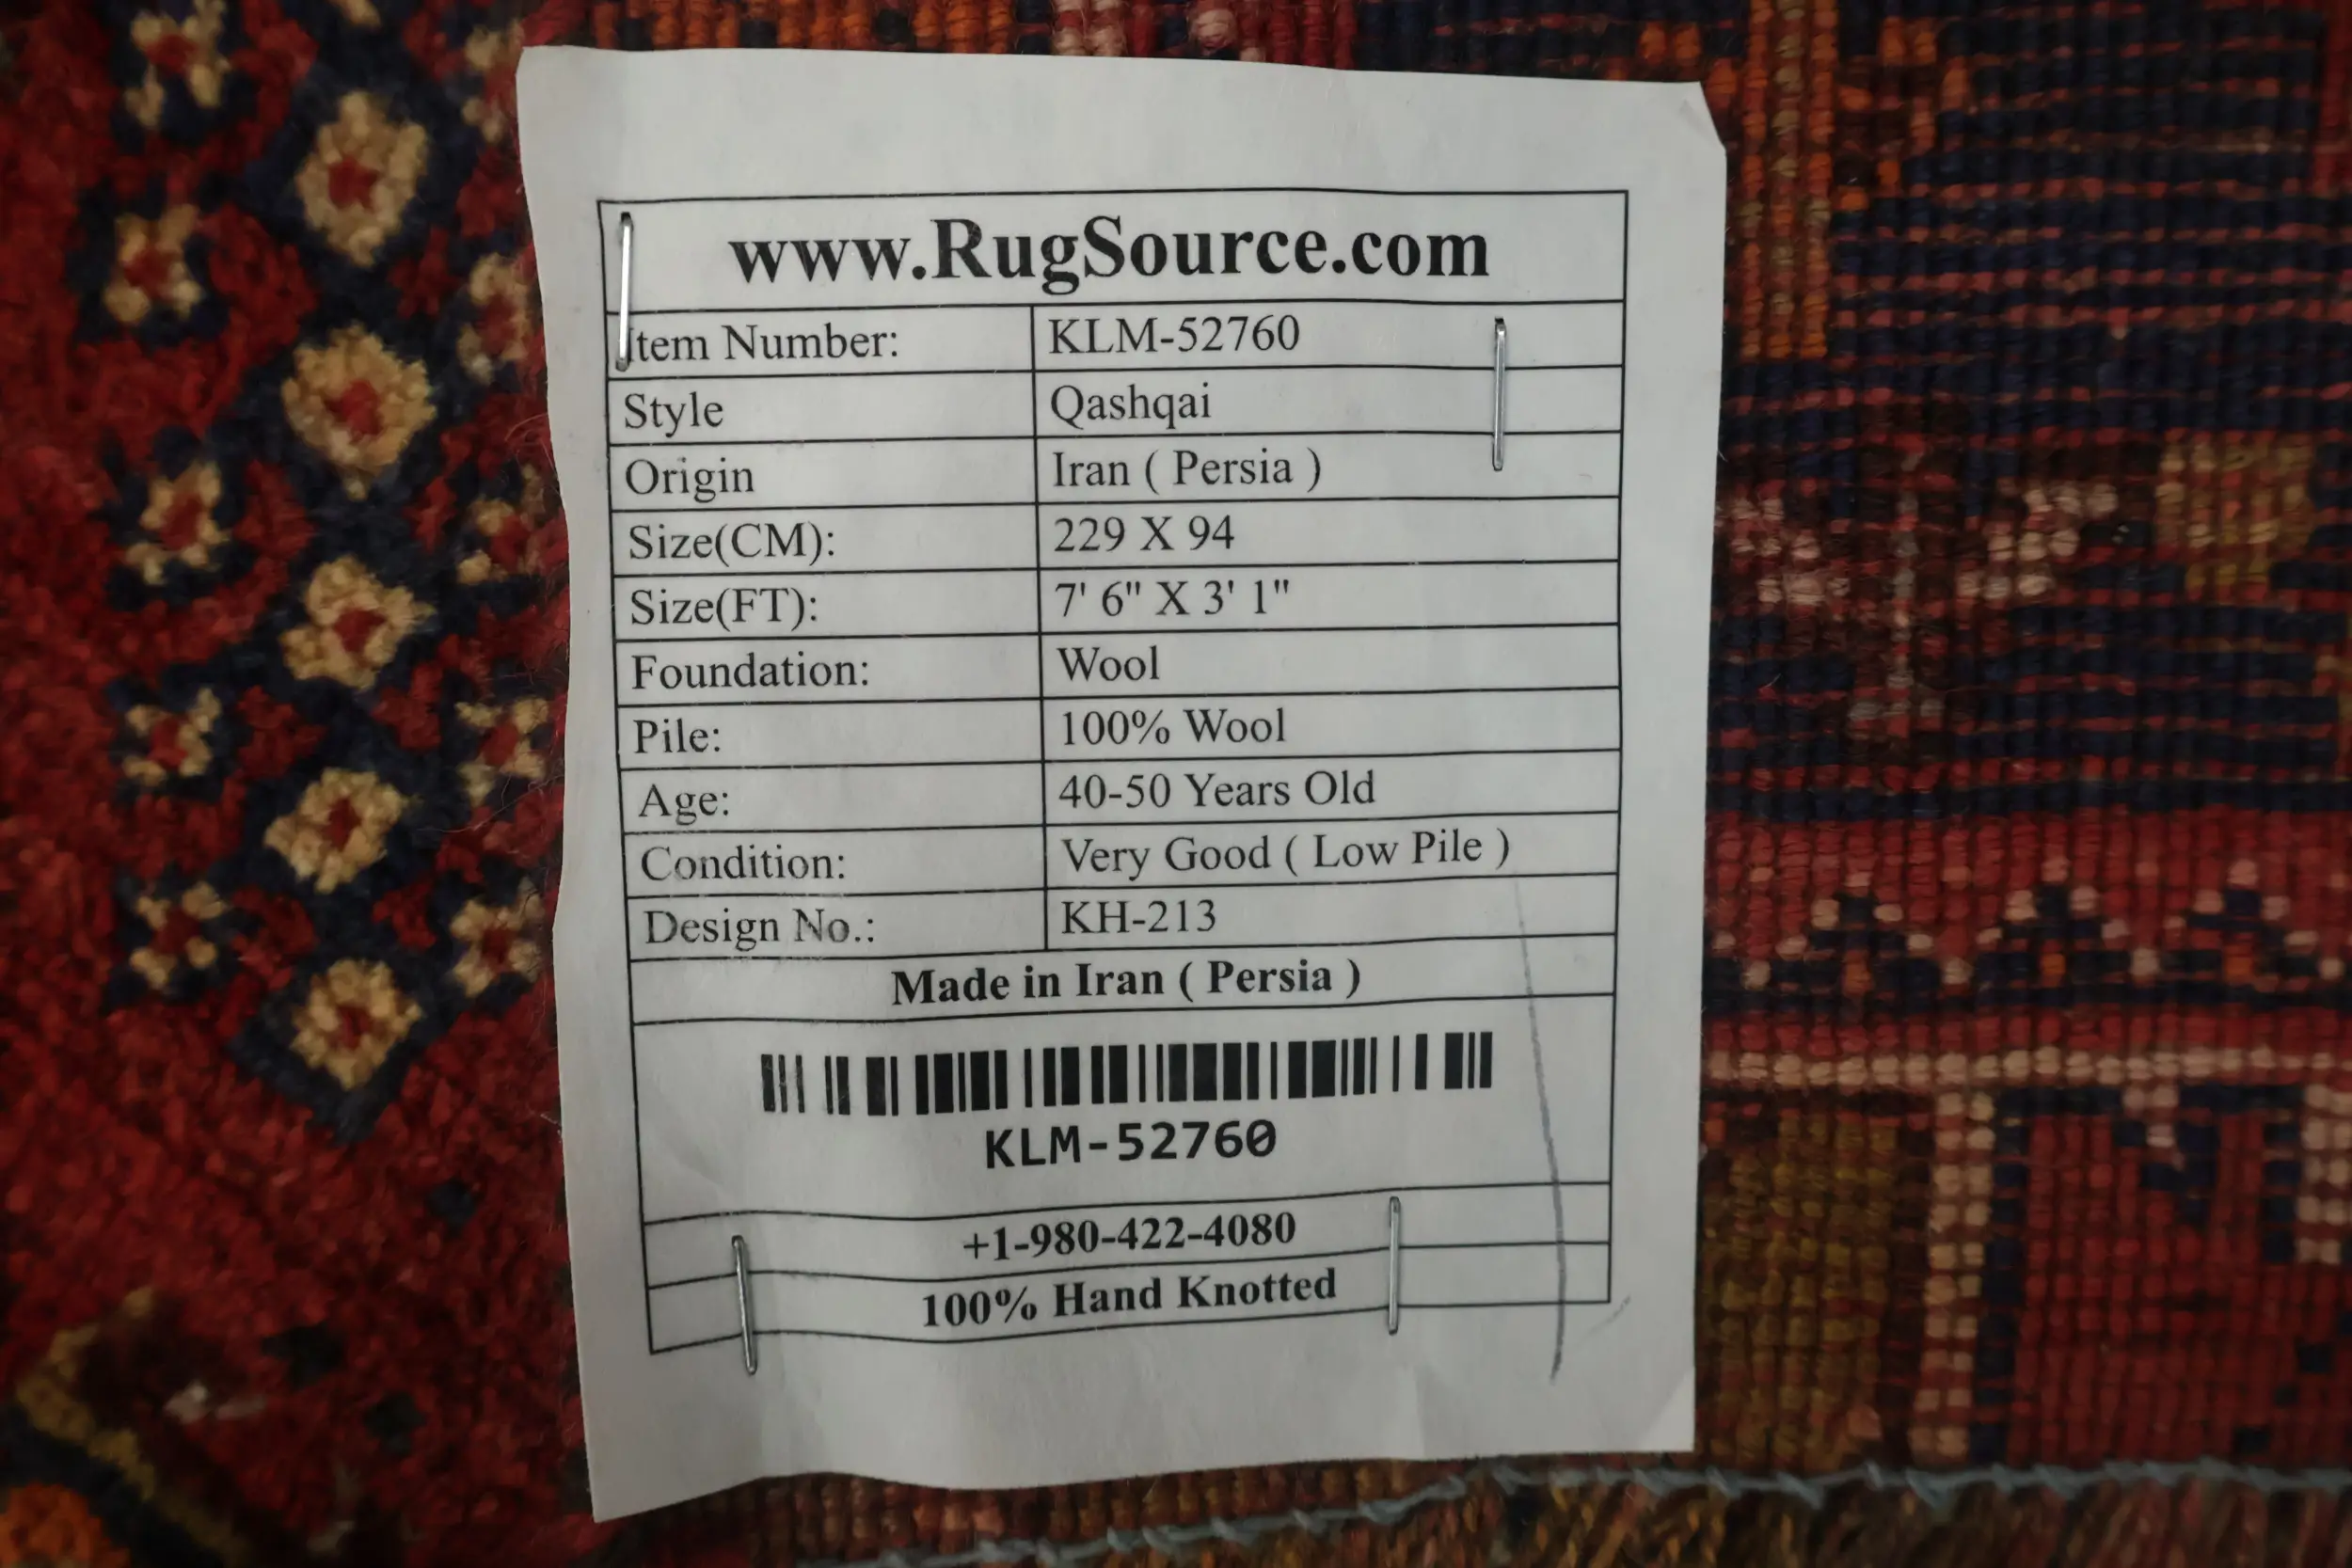 www.RugSource.com
Item Number: KLM-52760
Style Qashqai
Origin Iran ( Persia )
Size(CM): 229 X 94
Size(FT): 7' 6" X 3' 1"
Foundation: Wool
Pile: 100% Wool
Age: 40-50 Years Old
Condition: Very Good ( Low Pile )
Design No.: KH-213
Made in Iran ( Persia )
KLM-52760
+1-980-422-4080
100% Hand Knotted